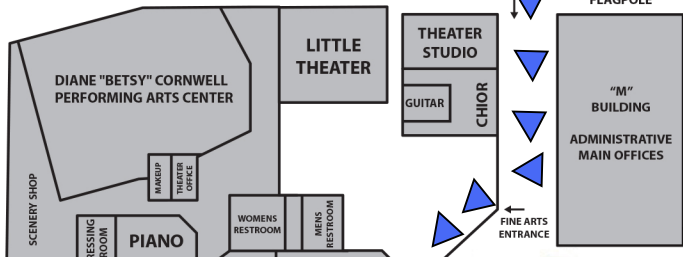 FLAGPOLE
THEATER
STUDIO
LITTLE
THEATER
DIANE "BETSY" CORNWELL
PERFORMING ARTS CENTER
"M"
BUILDING
ADMINISTRATIVE
MAIN OFFICES
GUITAR
CHIOR
MAKEUP
THEATER
OFFICE
SCENERY SHOP
WOMENS
RESTROOM
MENS
RESTROOM
FINE ARTS
ENTRANCE
PIANO
ROOM